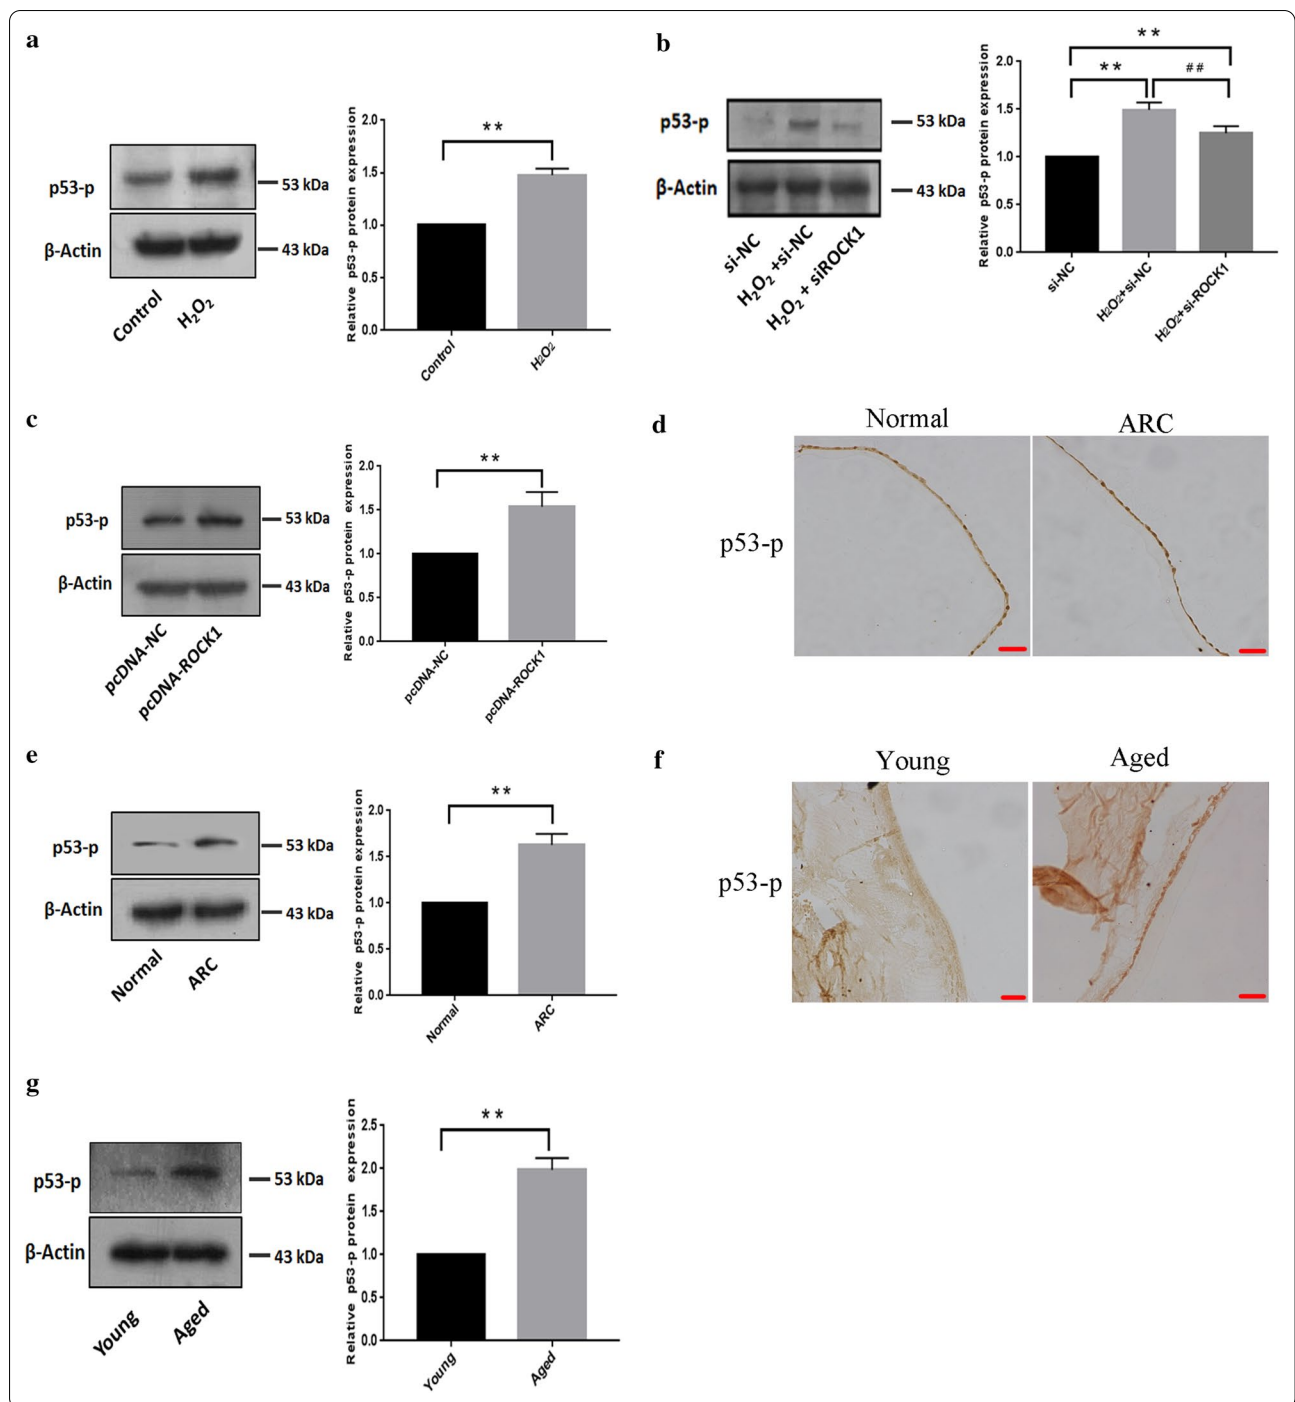 a
p53-p
53 kDa
β-Actin
43 kDa
Control
H₂O₂
Relative p53-p protein expression
2.0
1.5
1.0
0.5
0.0
**
Control
H₂O₂
b
p53-p
53 kDa
β-Actin
43 kDa
si-NC
H₂O₂ +si-NC
H₂O₂ + siROCK1
Relative p53-p protein expression
2.0
1.5
1.0
0.5
0.0
**
**
##
si-NC
H₂O₂+si-NC
H₂O₂+si-ROCK1
c
p53-p
53 kDa
β-Actin
43 kDa
pcDNA-NC
pcDNA-ROCK1
Relative p53-p protein expression
2.0
1.5
1.0
0.5
0.0
**
pcDNA-NC
pcDNA-ROCK1
d
Normal
ARC
p53-p
e
p53-p
53 kDa
β-Actin
43 kDa
Normal
ARC
Relative p53-p protein expression
2.0
1.5
1.0
0.5
0.0
**
Normal
ARC
f
Young
Aged
p53-p
g
p53-p
53 kDa
β-Actin
43 kDa
Young
Aged
Relative p53-p protein expression
2.5
2.0
1.5
1.0
0.5
0.0
**
Young
Aged